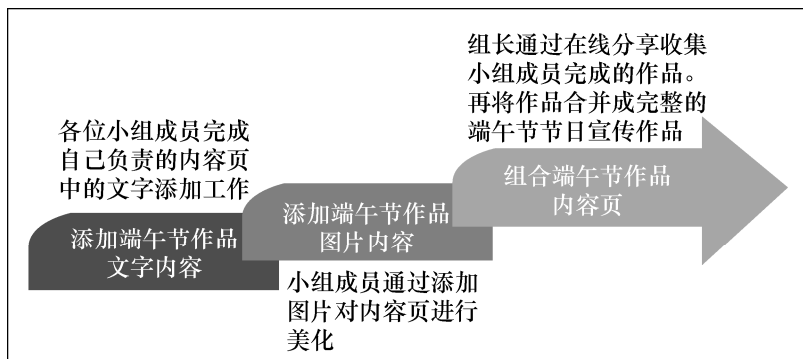 各位小组成员完成
自己负责的内容页
中的文字添加工作
添加端午节作品
文字内容
添加端午节作品
图片内容
小组成员通过添加
图片对内容页进行
美化
组长通过在线分享收集
小组成员完成的作品。
再将作品合并成完整的
端午节节日宣传作品
组合端午节作品
内容页